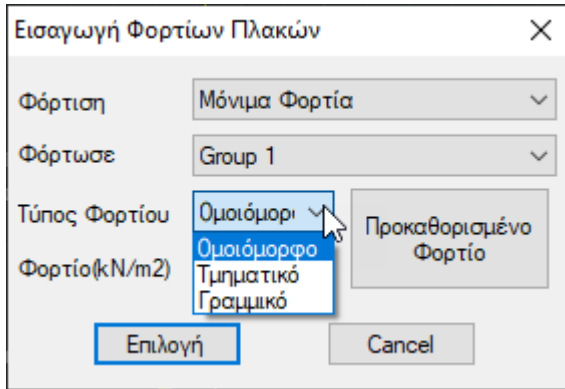 Εισαγωγή Φορτίων Πλακών
Φόρτιση
Μόνιμα Φορτία
Φόρτωσε
Group 1
Τύπος Φορτίου
Ομοιόμορ
Προκαθορισμένο
Φορτίο
Ομοιόμορφο
Τμηματικό
Γραμμικό
Φορτίο(kN/m2)
Επιλογή
Cancel